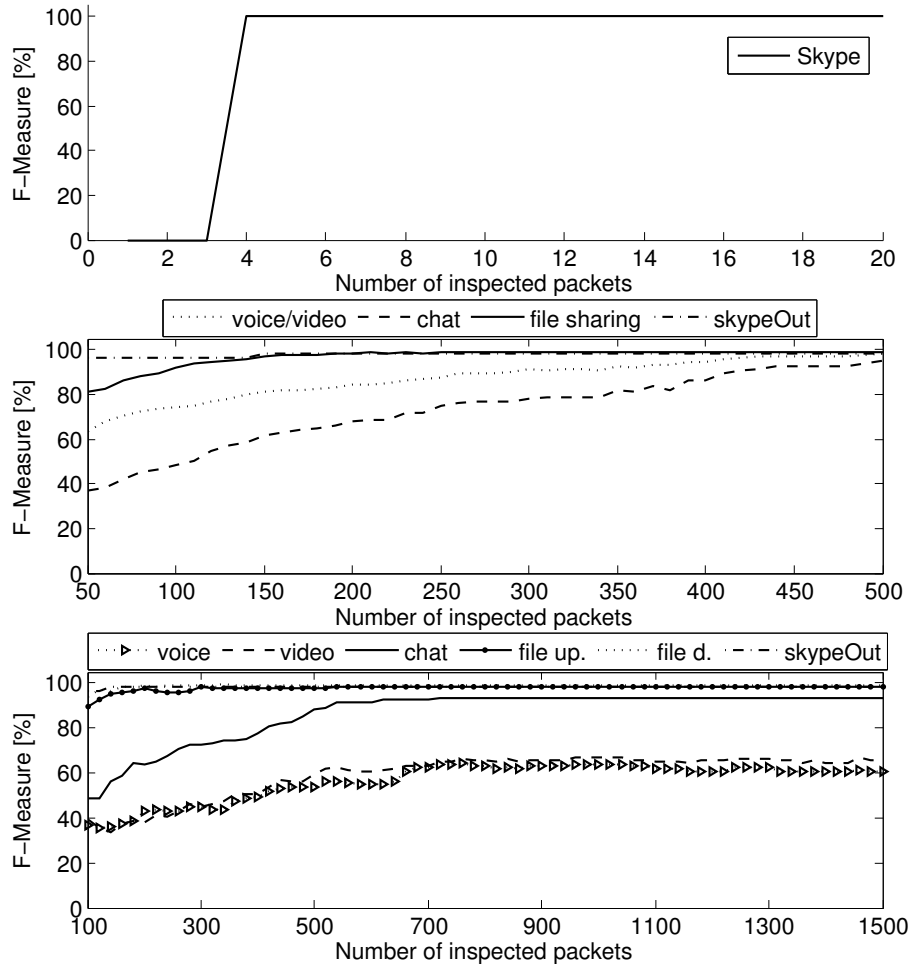 100
80
60
40
20
0
F-Measure [%]
Skype
0 2 4 6 8 10 12 14 16 18 20
Number of inspected packets
voice/video chat file sharing skypeOut
100
80
60
40
20
0
F-Measure [%]
50 100 150 200 250 300 350 400 450 500
Number of inspected packets
voice video chat file up. file d. skypeOut
100
80
60
40
20
0
F-Measure [%]
100 300 500 700 900 1100 1300 1500
Number of inspected packets